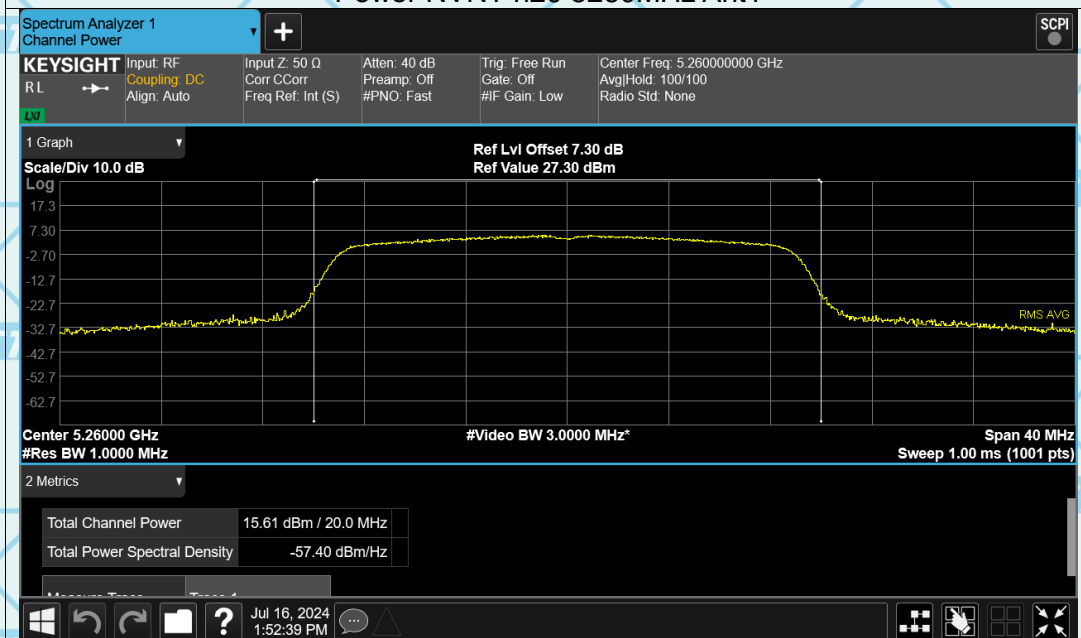 Spectrum Analyzer 1
Channel Power
+
SCPI
KEYSIGHT
RL
LXI
Input: RF
Coupling: DC
Align: Auto
Input Z: 50 Ω
Corr CCorr
Freq Ref: Int (S)
Atten: 40 dB
Preamp: Off
#PNO: Fast
Trig: Free Run
Gate: Off
#IF Gain: Low
Center Freq: 5.260000000 GHz
Avg|Hold: 100/100
Radio Std: None
1 Graph
Scale/Div 10.0 dB
Ref Lvl Offset 7.30 dB
Ref Value 27.30 dBm
Log
17.3
7.30
-2.70
-12.7
-22.7
-32.7
-42.7
-52.7
-62.7
RMS AVG
Center 5.26000 GHz
#Video BW 3.0000 MHz*
Span 40 MHz
#Res BW 1.0000 MHz
Sweep 1.00 ms (1001 pts)
2 Metrics
Total Channel Power 15.61 dBm / 20.0 MHz
Total Power Spectral Density -57.40 dBm/Hz
?
Jul 16, 2024
1:52:39 PM